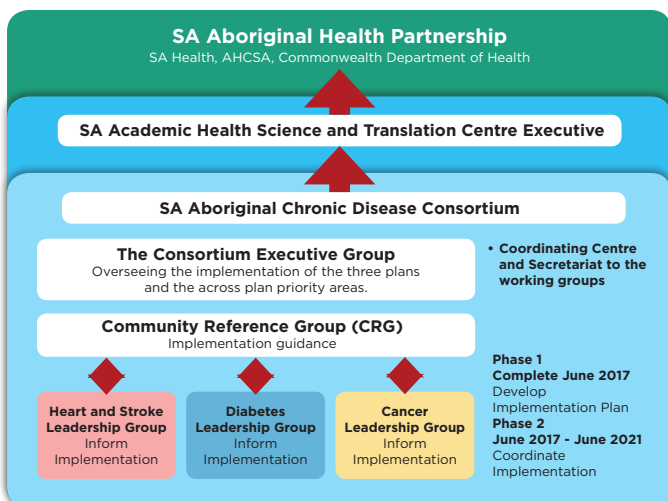 SA Aboriginal Health Partnership
SA Health, AHCSA, Commonwealth Department of Health
SA Academic Health Science and Translation Centre Executive
SA Aboriginal Chronic Disease Consortium
The Consortium Executive Group
Overseeing the implementation of the three plans
and the across plan priority areas.
• Coordinating Centre
and Secretariat to the
working groups
Community Reference Group (CRG)
Implementation guidance
Heart and Stroke
Leadership Group
Inform
Implementation
Diabetes
Leadership Group
Inform
Implementation
Cancer
Leadership Group
Inform
Implementation
Phase 1
Complete June 2017
Develop
Implementation Plan
Phase 2
June 2017 - June 2021
Coordinate
Implementation